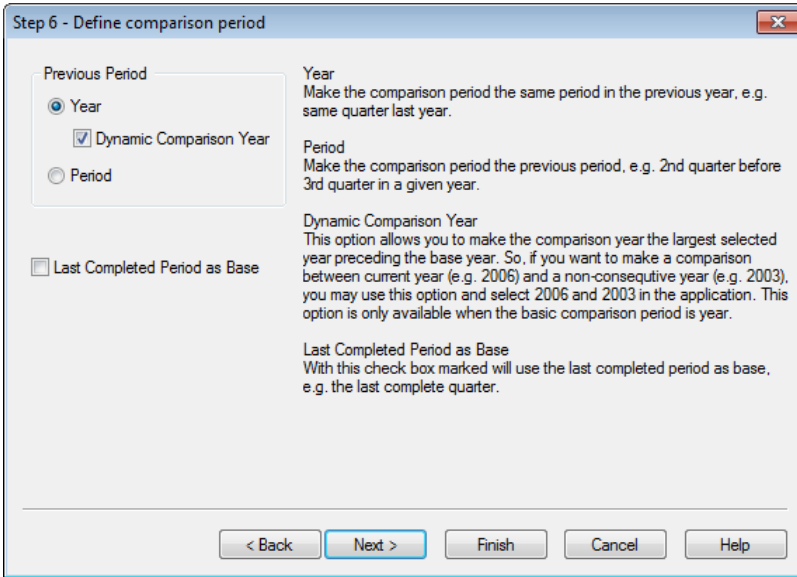 Step 6 - Define comparison period
Previous Period
Year
Dynamic Comparison Year
Period
Last Completed Period as Base
Year
Make the comparison period the same period in the previous year, e.g.
same quarter last year.
Period
Make the comparison period the previous period, e.g. 2nd quarter before
3rd quarter in a given year.
Dynamic Comparison Year
This option allows you to make the comparison year the largest selected
year preceding the base year. So, if you want to make a comparison
between current year (e.g. 2006) and a non-consequtive year (e.g. 2003),
you may use this option and select 2006 and 2003 in the application. This
option is only available when the basic comparison period is year.
Last Completed Period as Base
With this check box marked will use the last completed period as base,
e.g. the last complete quarter.
< Back
Next >
Finish
Cancel
Help